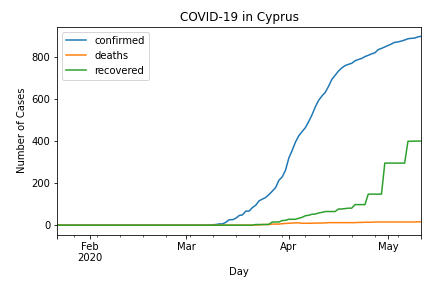 COVID-19 in Cyprus
confirmed
deaths
recovered
Number of Cases
800
600
400
200
0
Feb
2020
Mar
Apr
May
Day